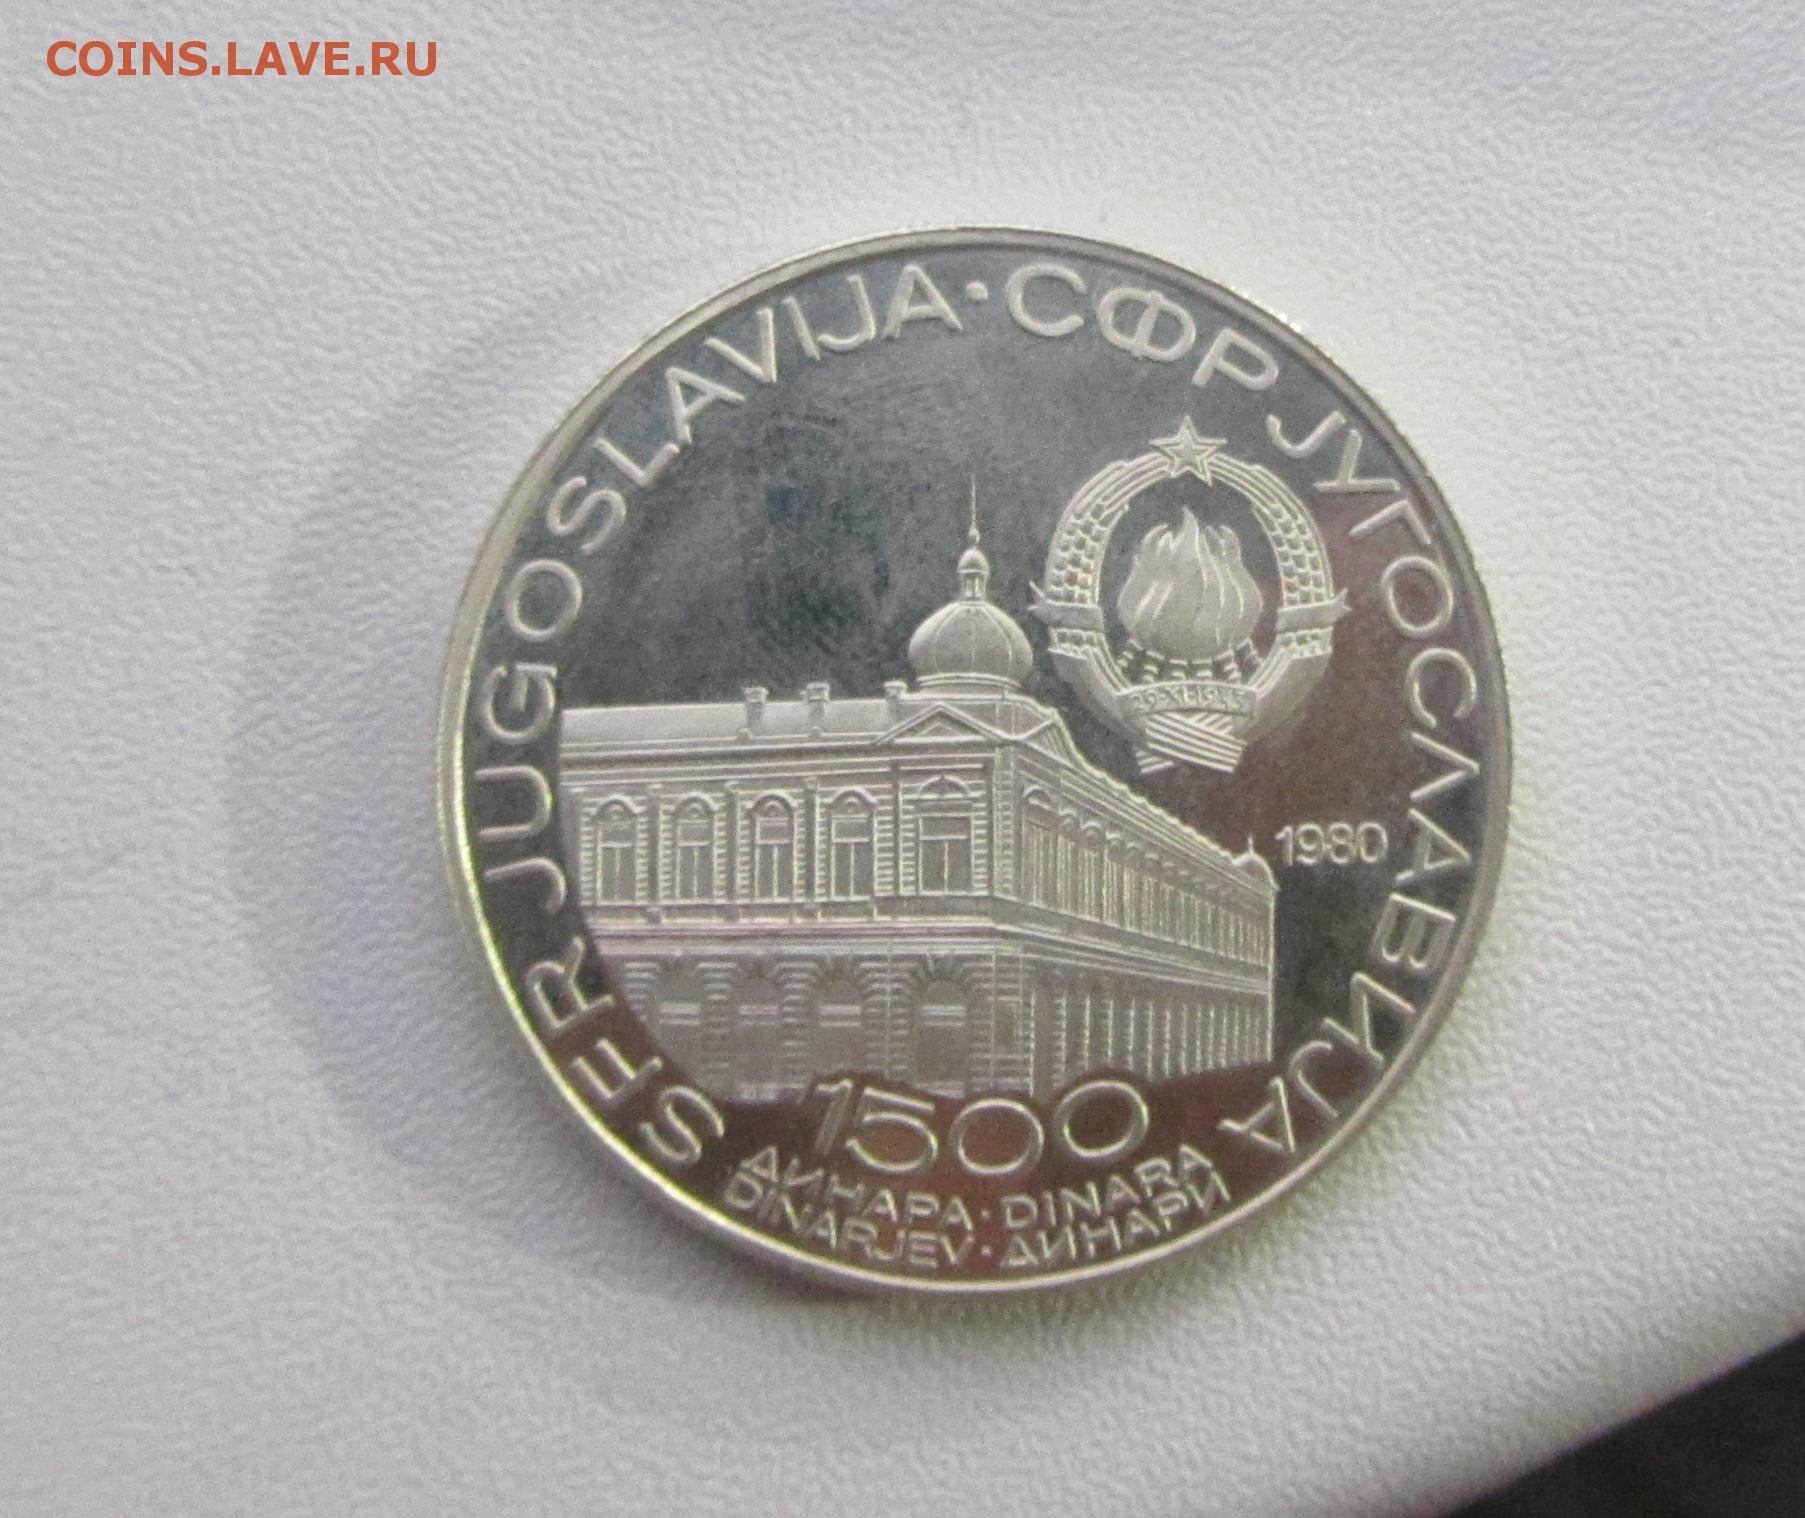 COINS.LAVE.RU
SFR JUGOSLAVIJA · СФР ЈУГОСЛАВИЈА
29·XI·1943
1980
1500
ДИНАРА · DINARA
DINARJEV · ДИНАРИ